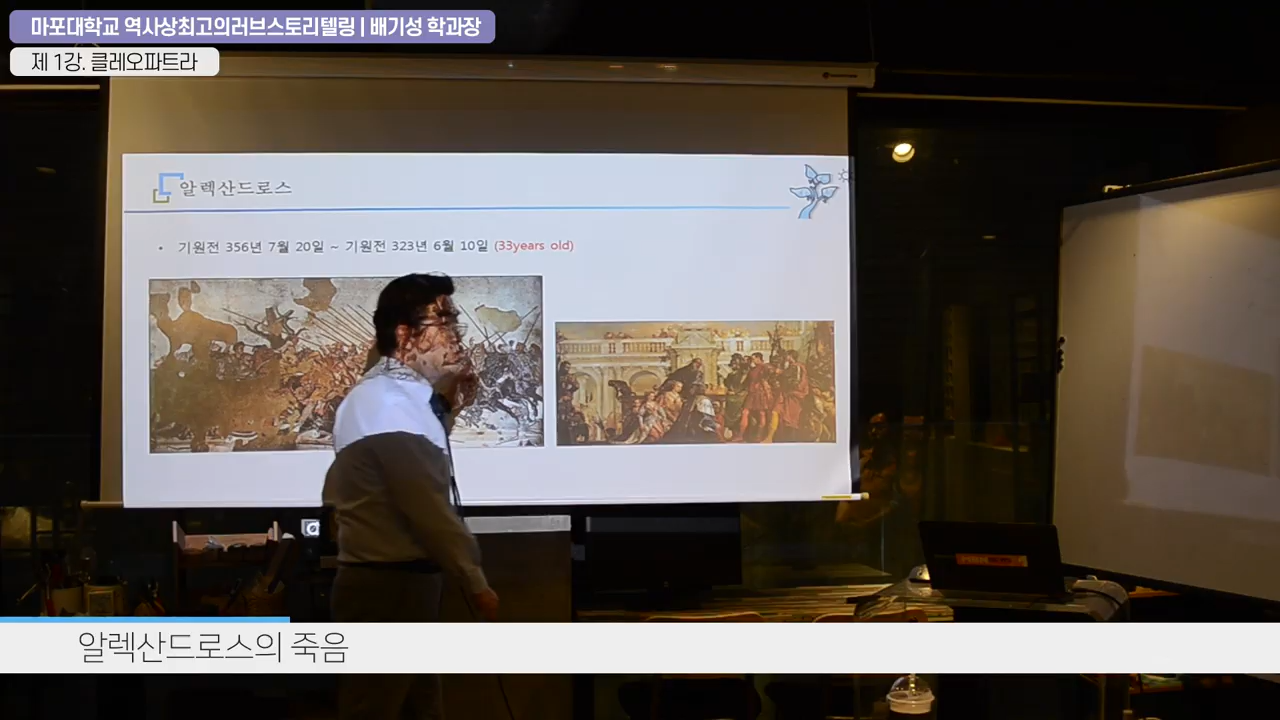 마포대학교 역사상최고의러브스토리텔링 | 배기성 학과장
제 1강. 클레오파트라
알렉산드로스
• 기원전 356년 7월 20일 ~ 기원전 323년 6월 10일 (33years old)
알렉산드로스의 죽음